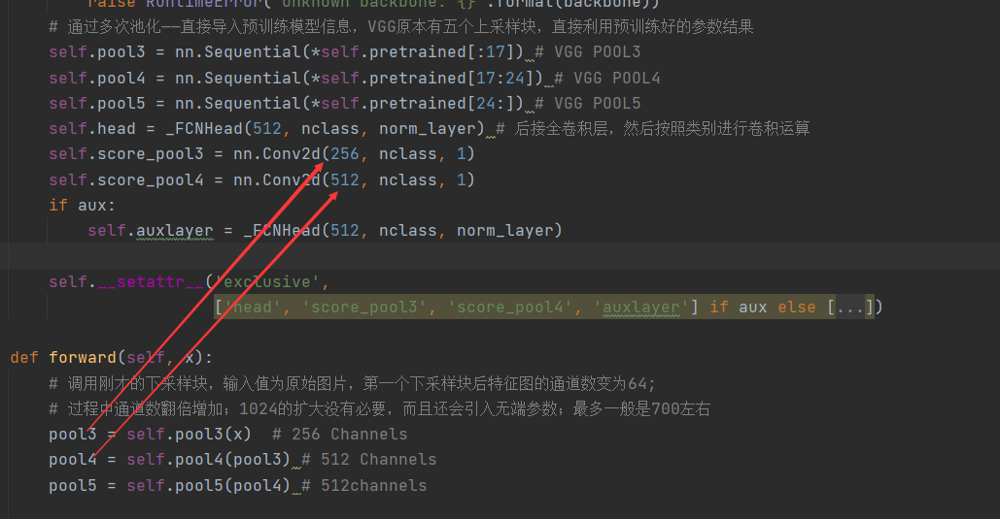 raise RuntimeError('Unknown backbone: {}'.format(backbone))
# 通过多次池化——直接导入预训练模型信息，VGG原本有五个上采样块，直接利用预训练好的参数结果
self.pool3 = nn.Sequential(*self.pretrained[:17]) # VGG POOL3
self.pool4 = nn.Sequential(*self.pretrained[17:24]) # VGG POOL4
self.pool5 = nn.Sequential(*self.pretrained[24:]) # VGG POOL5
self.head = _FCNHead(512, nclass, norm_layer) # 后接全卷积层，然后按照类别进行卷积运算
self.score_pool3 = nn.Conv2d(256, nclass, 1)
self.score_pool4 = nn.Conv2d(512, nclass, 1)
if aux:
self.auxlayer = _FCNHead(512, nclass, norm_layer)
self.__setattr__('exclusive',
['head', 'score_pool3', 'score_pool4', 'auxlayer'] if aux else [...])
def forward(self, x):
# 调用刚才的下采样块，输入值为原始图片，第一个下采样块后特征图的通道数变为64;
# 过程中通道数翻倍增加；1024的扩大没有必要，而且还会引入无端参数；最多一般是700左右
pool3 = self.pool3(x) # 256 Channels
pool4 = self.pool4(pool3) # 512 Channels
pool5 = self.pool5(pool4) # 512channels